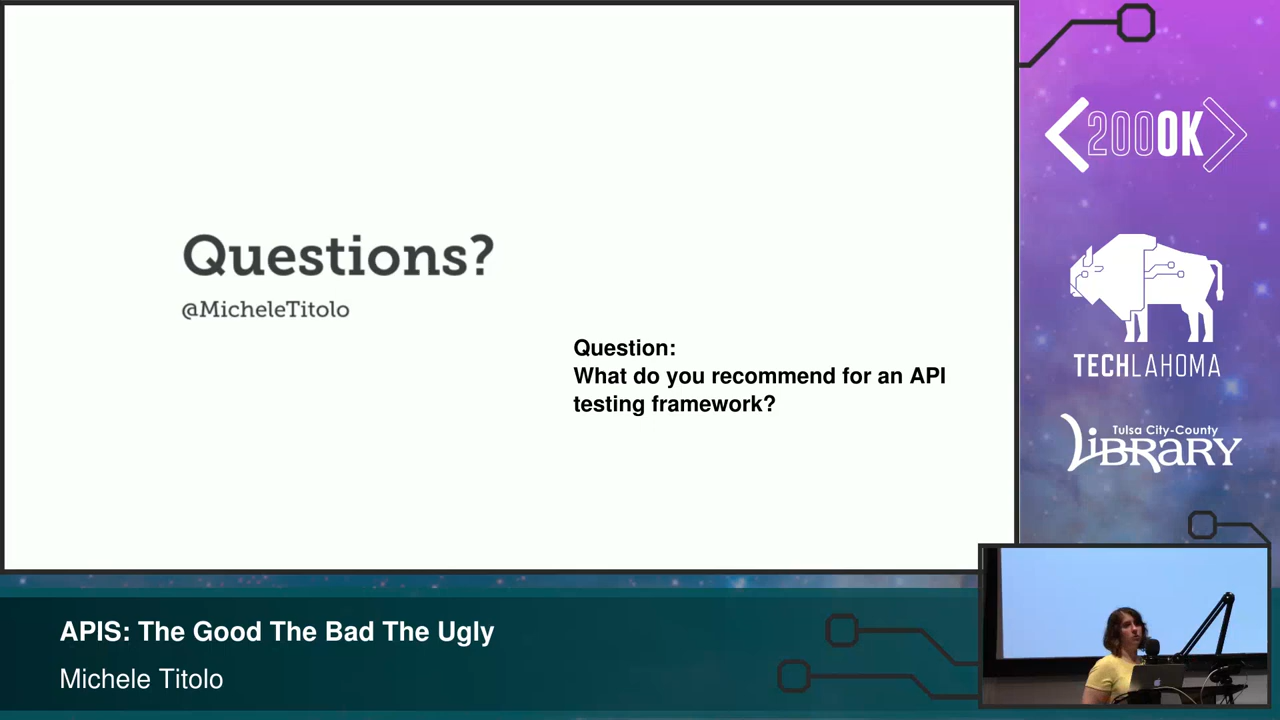 Questions?
@MicheleTitolo
Question:
What do you recommend for an API
testing framework?
<200OK>
TECHLAHOMA
Tulsa City-County
LiBRARY
APIS: The Good The Bad The Ugly
Michele Titolo